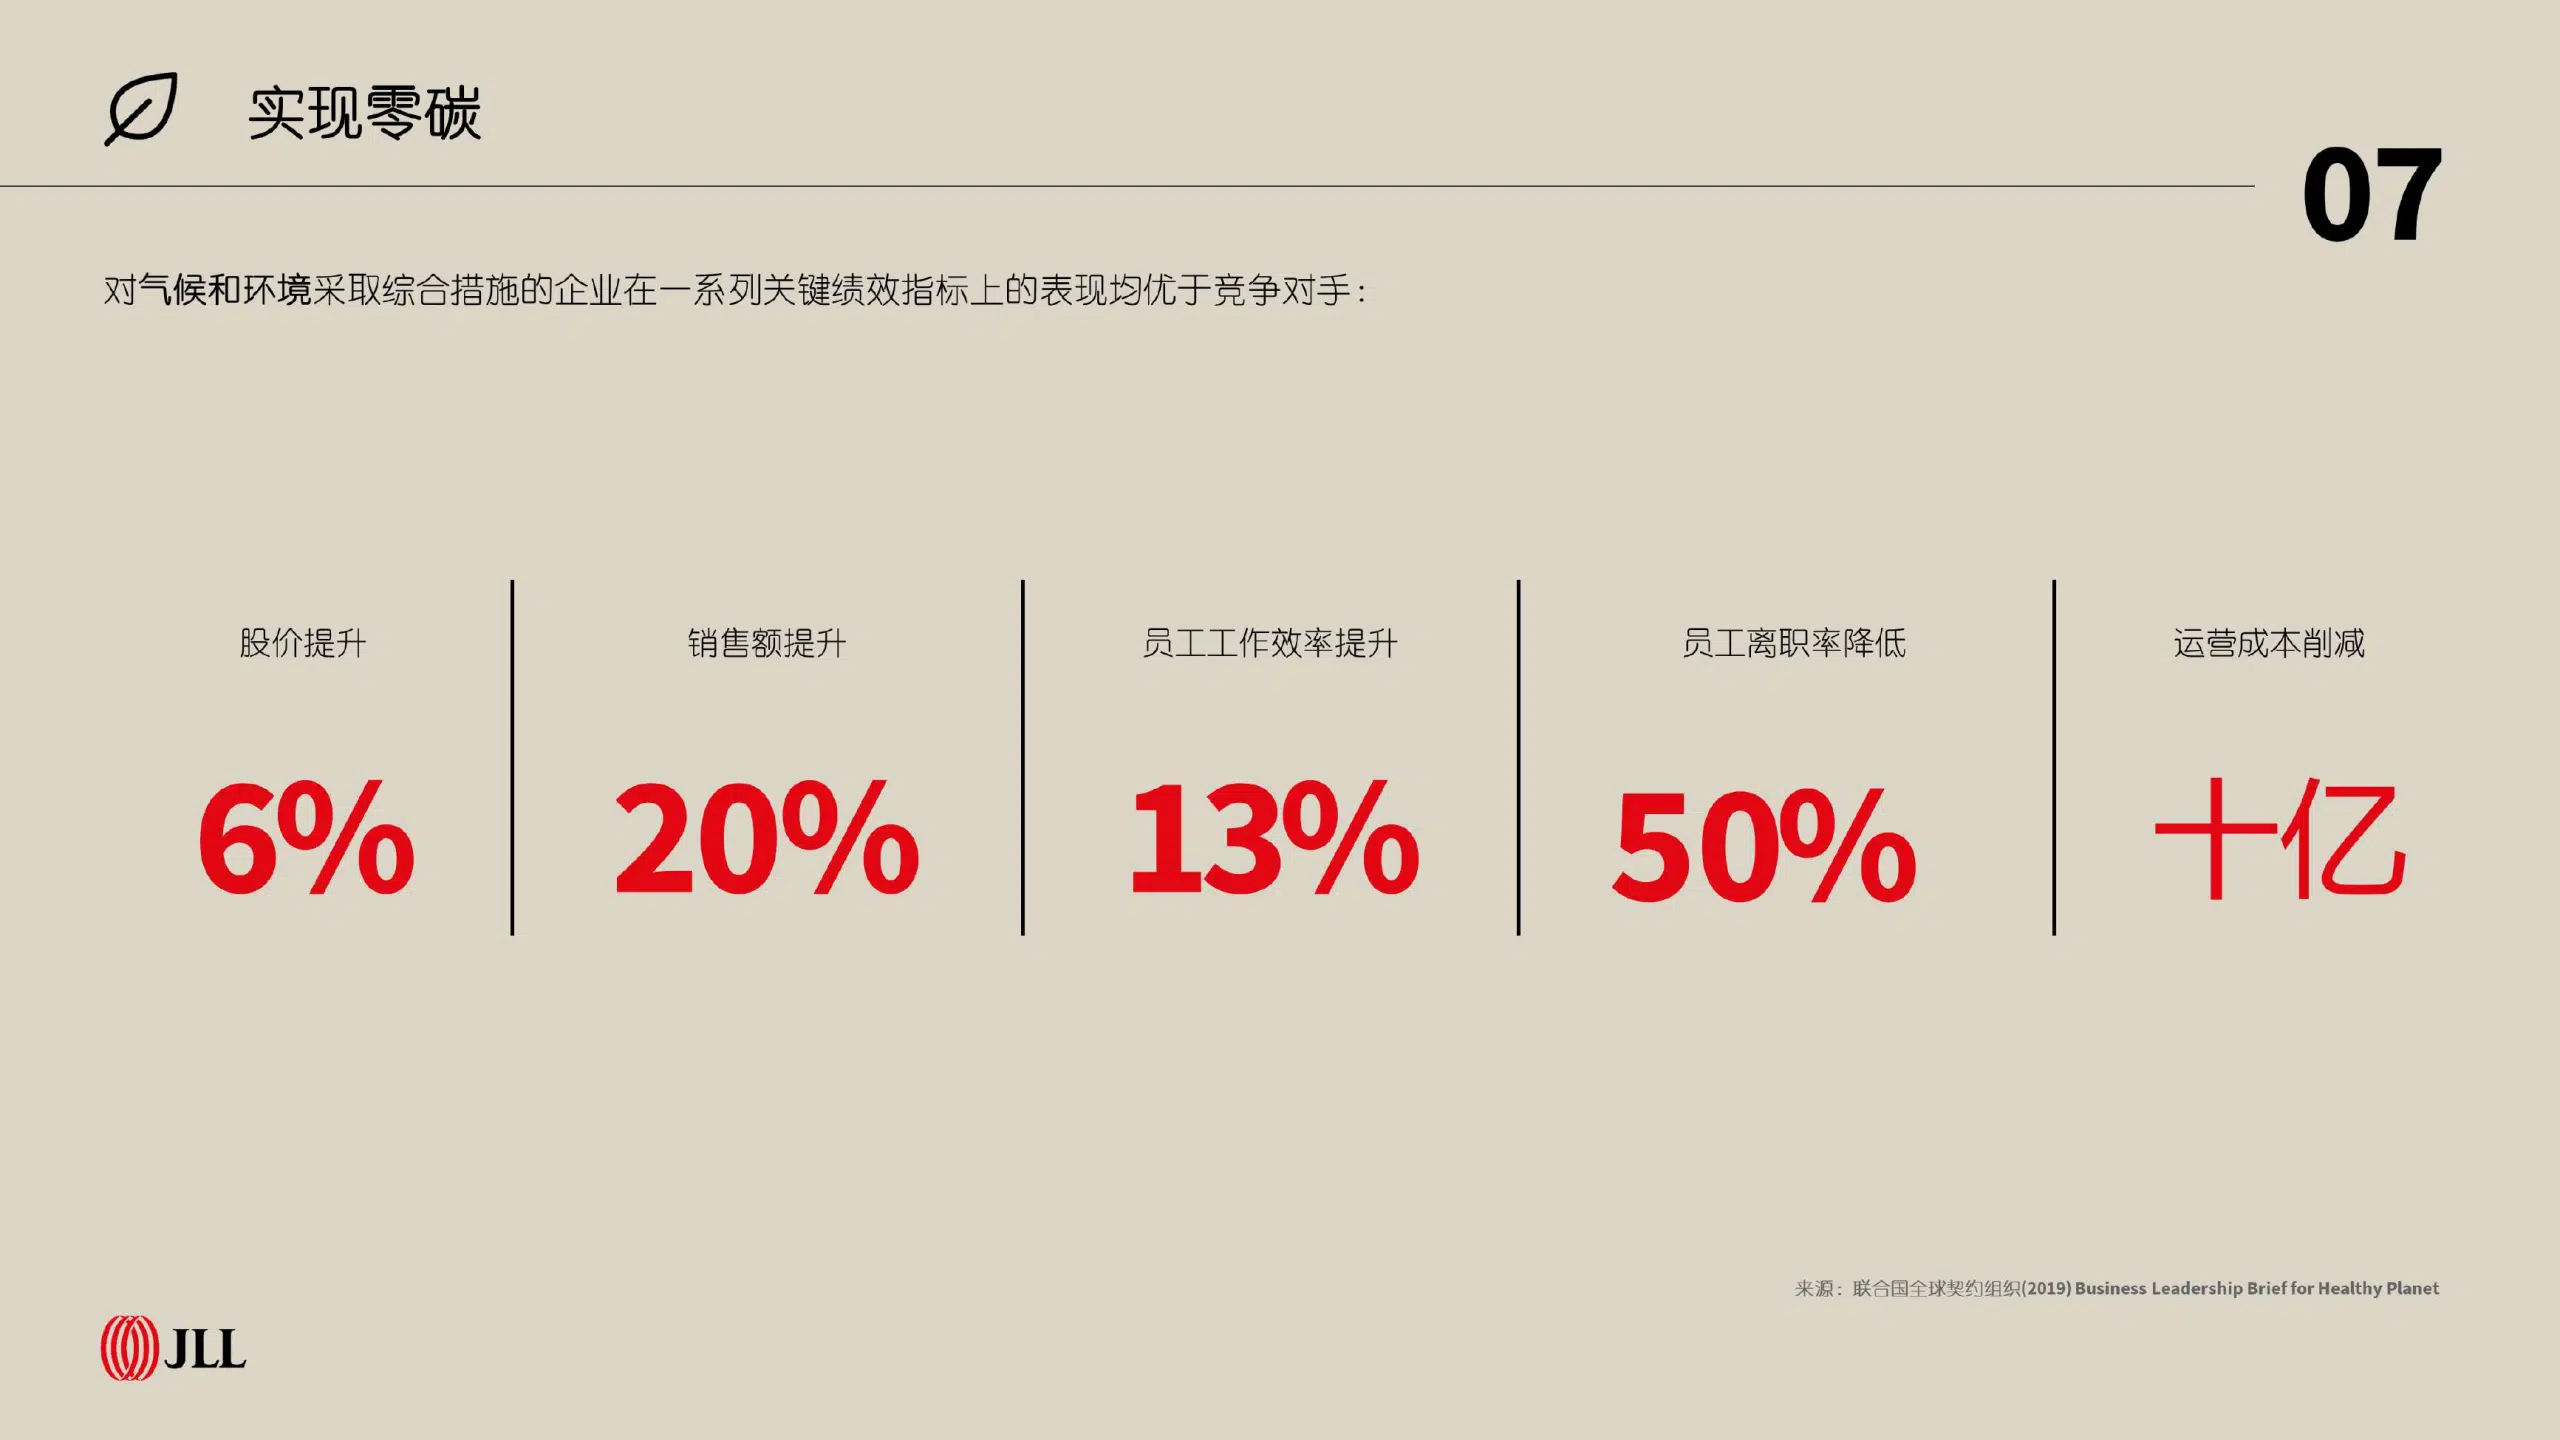 实现零碳
07
对气候和环境采取综合措施的企业在一系列关键绩效指标上的表现均优于竞争对手：
股价提升
6%
销售额提升
20%
员工工作效率提升
13%
员工离职率降低
50%
运营成本削减
十亿
来源：联合国全球契约组织(2019) Business Leadership Brief for Healthy Planet
JLL